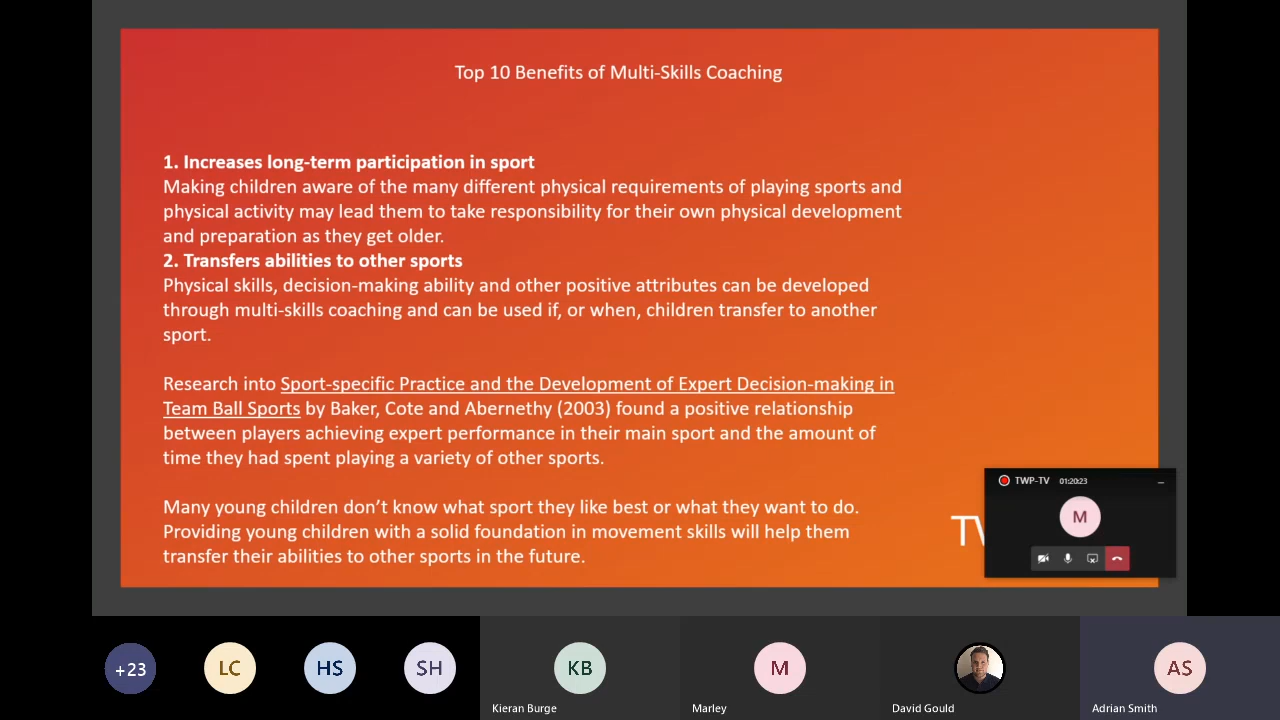 Top 10 Benefits of Multi-Skills Coaching
1. Increases long-term participation in sport
Making children aware of the many different physical requirements of playing sports and
physical activity may lead them to take responsibility for their own physical development
and preparation as they get older.
2. Transfers abilities to other sports
Physical skills, decision-making ability and other positive attributes can be developed
through multi-skills coaching and can be used if, or when, children transfer to another
sport.
Research into Sport-specific Practice and the Development of Expert Decision-making in
Team Ball Sports by Baker, Cote and Abernethy (2003) found a positive relationship
between players achieving expert performance in their main sport and the amount of
time they had spent playing a variety of other sports.
Many young children don’t know what sport they like best or what they want to do.
Providing young children with a solid foundation in movement skills will help them
transfer their abilities to other sports in the future.
TWP-TV 01:20:23
M
+23
LC
HS
SH
KB
Kieran Burge
M
Marley
David Gould
AS
Adrian Smith